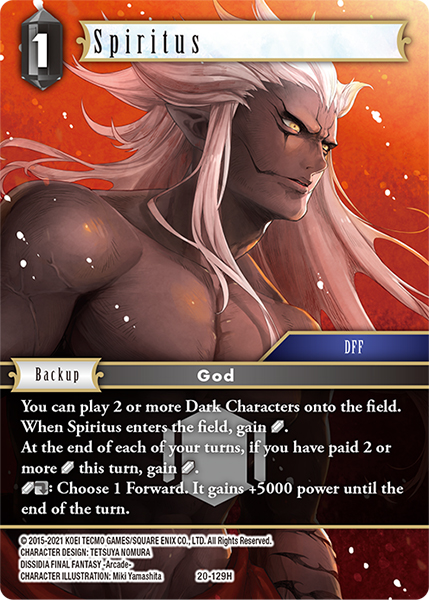 1
Spiritus
DFF
Backup
God
You can play 2 or more Dark Characters onto the field.
When Spiritus enters the field, gain .
At the end of each of your turns, if you have paid 2 or
more this turn, gain .
: Choose 1 Forward. It gains +5000 power until the
end of the turn.
© 2015-2021 KOEI TECMO GAMES/SQUARE ENIX CO., LTD. All Rights Reserved.
CHARACTER DESIGN: TETSUYA NOMURA
DISSIDIA FINAL FANTASY -Arcade-
CHARACTER ILLUSTRATION: Miki Yamashita 20-129H